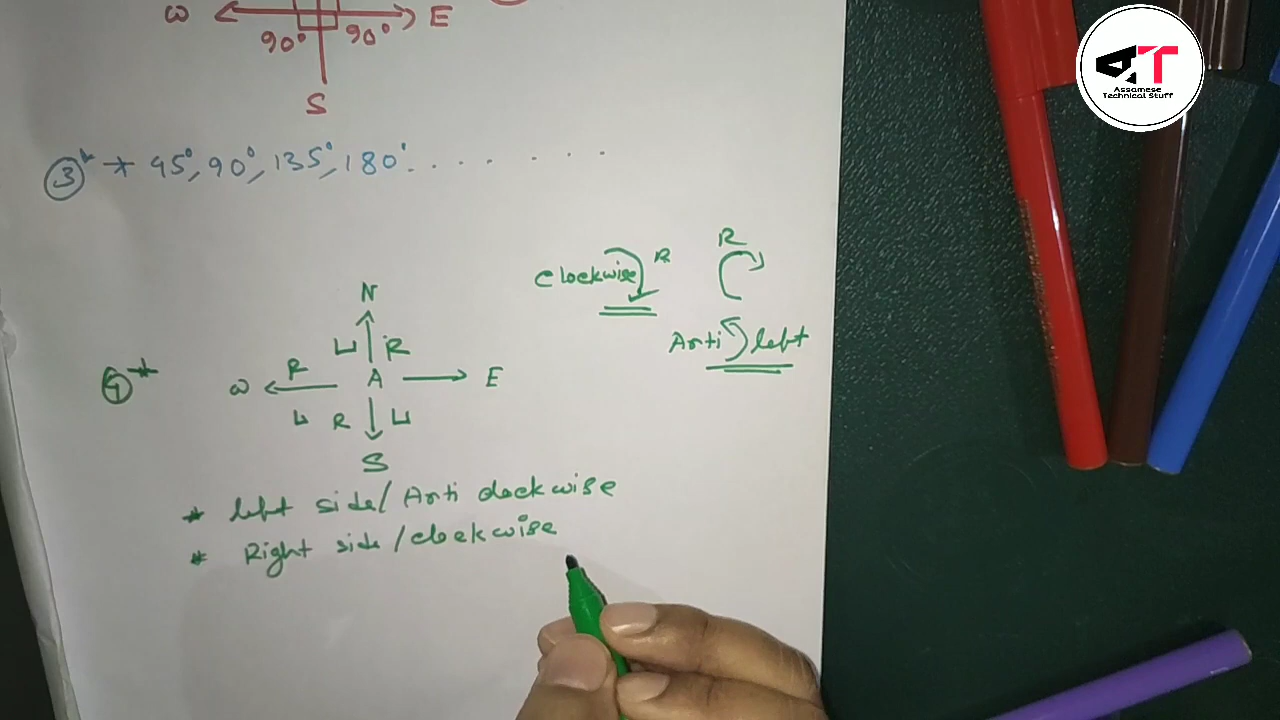 W E
90° 90°
S
③ * 45°, 90°, 135°, 180° . . . . . . .
Clockwise R R
Anti left
④ *
N
L R
R
W A E
L R L
S
* left side/ Anti clockwise
* Right side / clockwise
AT
Assamese
Technical Stuff